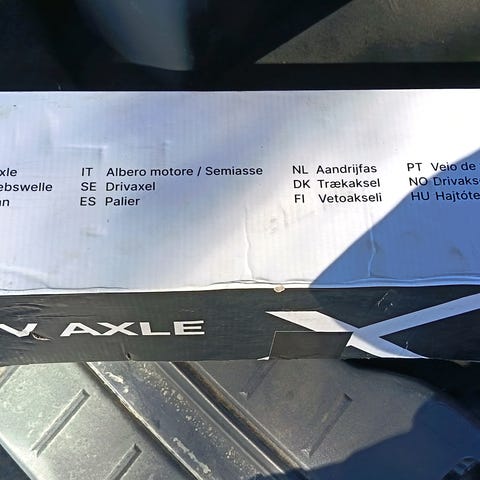 xle IT Albero motore / Semiasse NL Aandrijfas PT Veio de
ebswelle SE Drivaxel DK Trækaksel NO Drivaks
an ES Palier FI Vetoakseli HU Hajtóte
V AXLE